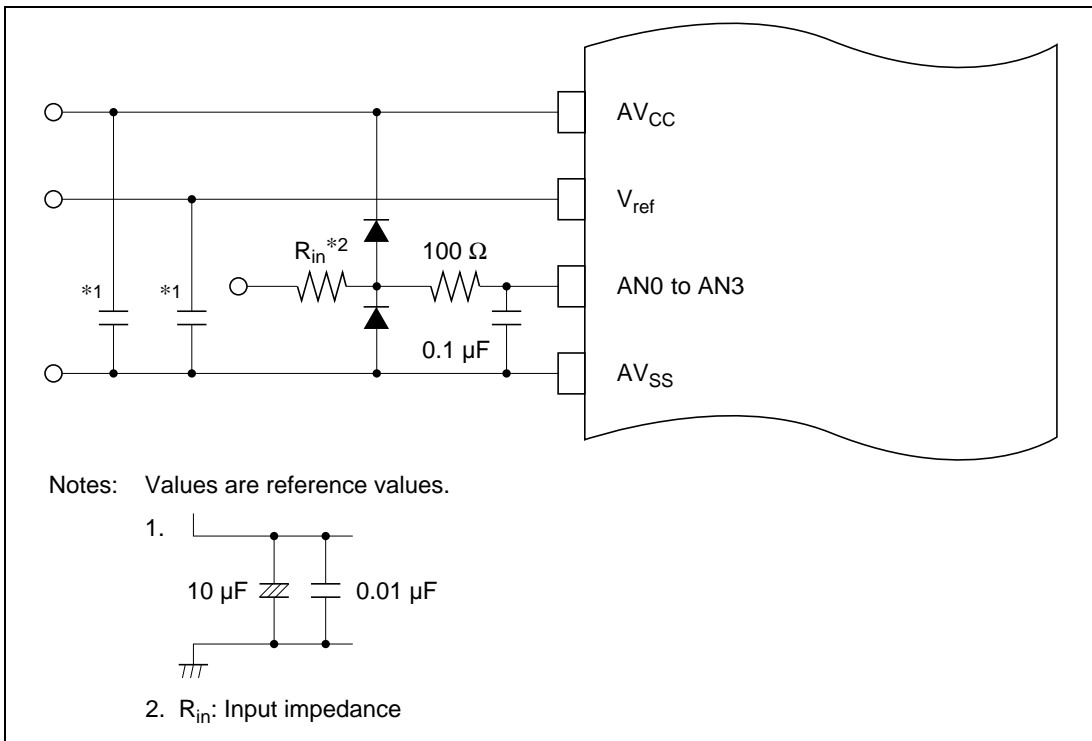 AVCC
Vref
Rin*2 100 Ω
*1 *1 AN0 to AN3
0.1 μF
AVSS
Notes: Values are reference values.
1.
10 μF 0.01 μF
2. Rin: Input impedance